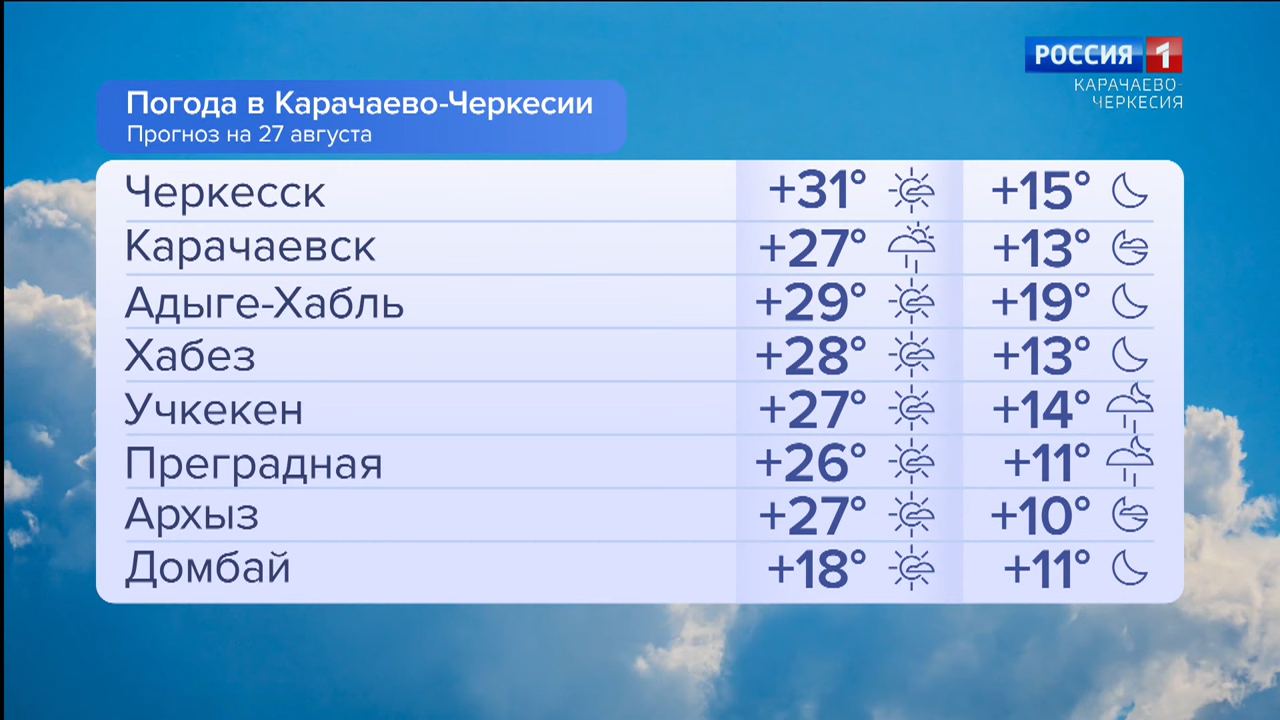 РОССИЯ 1
КАРАЧАЕВО-
ЧЕРКЕСИЯ
Погода в Карачаево-Черкесии
Прогноз на 27 августа
Черкесск +31° +15°
Карачаевск +27° +13°
Адыге-Хабль +29° +19°
Хабез +28° +13°
Учкекен +27° +14°
Преградная +26° +11°
Архыз +27° +10°
Домбай +18° +11°